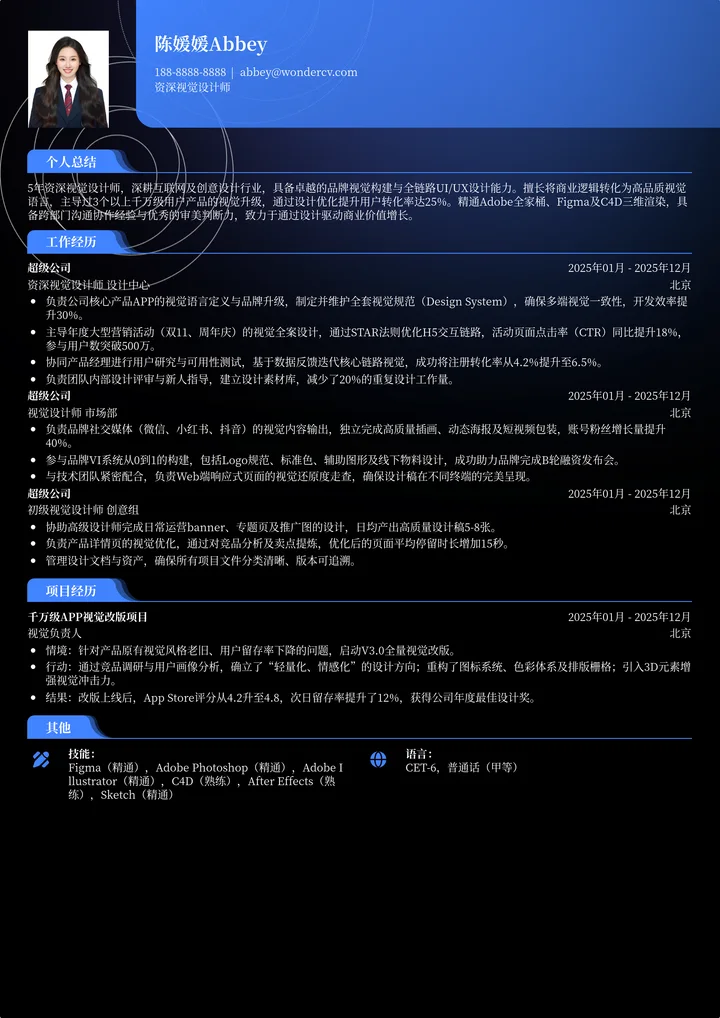 陈媛媛Abbey
188-8888-8888 | abbey@wondercv.com
资深视觉设计师
个人总结
5年资深视觉设计师，深耕互联网及创意设计行业，具备卓越的品牌视觉构建与全链路UI/UX设计能力。擅长将商业逻辑转化为高品质视觉
语言，主导过3个以上千万级用户产品的视觉升级，通过设计优化提升用户转化率达25%。精通Adobe全家桶、Figma及C4D三维渲染，具
备跨部门沟通协作经验与优秀的审美判断力，致力于通过设计驱动商业价值增长。
工作经历
超级公司 2025年01月 - 2025年12月
资深视觉设计师 设计中心 北京
• 负责公司核心产品APP的视觉语言定义与品牌升级，制定并维护全套视觉规范（Design System），确保多端视觉一致性，开发效率提
升30%。
• 主导年度大型营销活动（双11、周年庆）的视觉全案设计，通过STAR法则优化H5交互链路，活动页面点击率（CTR）同比提升18%，
参与用户数突破500万。
• 协同产品经理进行用户研究与可用性测试，基于数据反馈迭代核心链路视觉，成功将注册转化率从4.2%提升至6.5%。
• 负责团队内部设计评审与新人指导，建立设计素材库，减少了20%的重复设计工作量。
超级公司 2025年01月 - 2025年12月
视觉设计师 市场部 北京
• 负责品牌社交媒体（微信、小红书、抖音）的视觉内容输出，独立完成高质量插画、动态海报及短视频包装，账号粉丝增长量提升
40%。
• 参与品牌VI系统从0到1的构建，包括Logo规范、标准色、辅助图形及线下物料设计，成功助力品牌完成B轮融资发布会。
• 与技术团队紧密配合，负责Web端响应式页面的视觉还原度走查，确保设计稿在不同终端的完美呈现。
超级公司 2025年01月 - 2025年12月
初级视觉设计师 创意组 北京
• 协助高级设计师完成日常运营banner、专题页及推广图的设计，日均产出高质量设计稿5-8张。
• 负责产品详情页的视觉优化，通过对竞品分析及卖点提炼，优化后的页面平均停留时长增加15秒。
• 管理设计文档与资产，确保所有项目文件分类清晰、版本可追溯。
项目经历
千万级APP视觉改版项目 2025年01月 - 2025年12月
视觉负责人 北京
• 情境：针对产品原有视觉风格老旧、用户留存率下降的问题，启动V3.0全量视觉改版。
• 行动：通过竞品调研与用户画像分析，确立了“轻量化、情感化”的设计方向；重构了图标系统、色彩体系及排版栅格；引入3D元素增
强视觉冲击力。
• 结果：改版上线后，App Store评分从4.2升至4.8，次日留存率提升了12%，获得公司年度最佳设计奖。
其他
技能：
Figma（精通），Adobe Photoshop（精通），Adobe I
llustrator（精通），C4D（熟练），After Effects（熟
练），Sketch（精通）
语言：
CET-6，普通话（甲等）